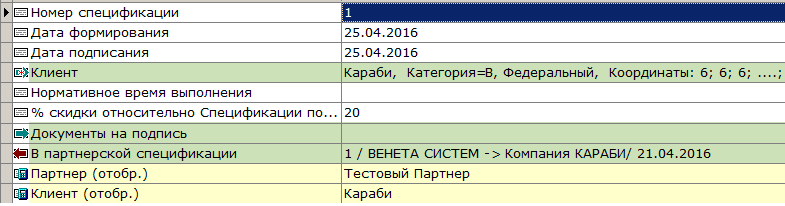 Номер спецификации 1
Дата формирования 25.04.2016
Дата подписания 25.04.2016
Клиент Караби, Категория=В, Федеральный, Координаты: 6; 6; 6; ....;
Нормативное время выполнения
% скидки относительно Спецификации по... 20
Документы на подпись
В партнерской спецификации 1 / ВЕНЕТА СИСТЕМ -> Компания КАРАБИ/ 21.04.2016
Партнер (отобр.) Тестовый Партнер
Клиент (отобр.) Караби